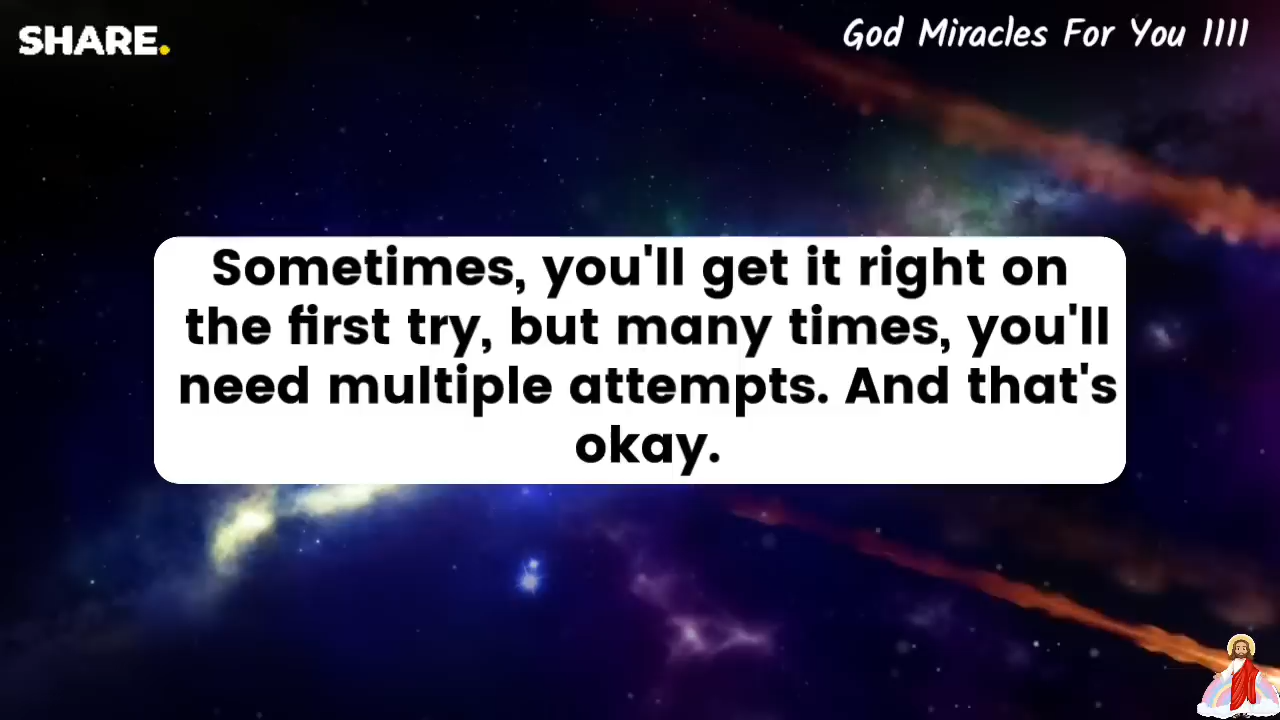 SHARE.
God Miracles For You 1111
Sometimes, you'll get it right on
the first try, but many times, you'll
need multiple attempts. And that's
okay.